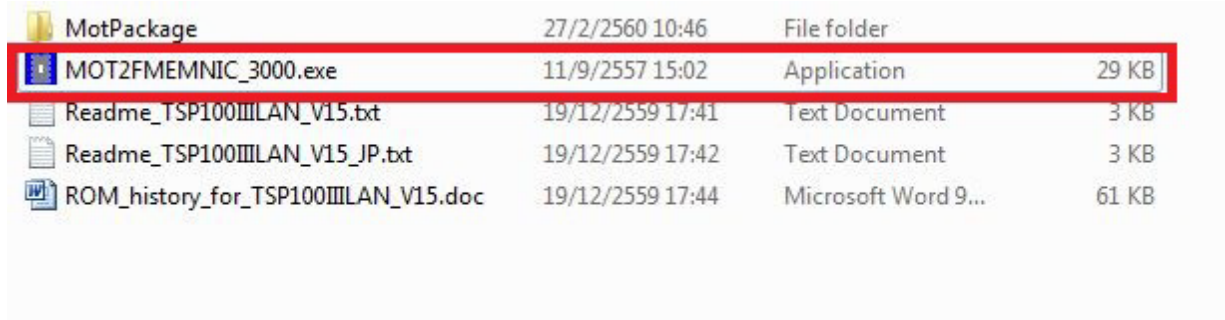 MotPackage 27/2/2560 10:46 File folder
MOT2FMEMNIC_3000.exe 11/9/2557 15:02 Application 29 KB
Readme_TSP100IIILAN_V15.txt 19/12/2559 17:41 Text Document 3 KB
Readme_TSP100IIILAN_V15_JP.txt 19/12/2559 17:42 Text Document 3 KB
ROM_history_for_TSP100IIILAN_V15.doc 19/12/2559 17:44 Microsoft Word 9... 61 KB